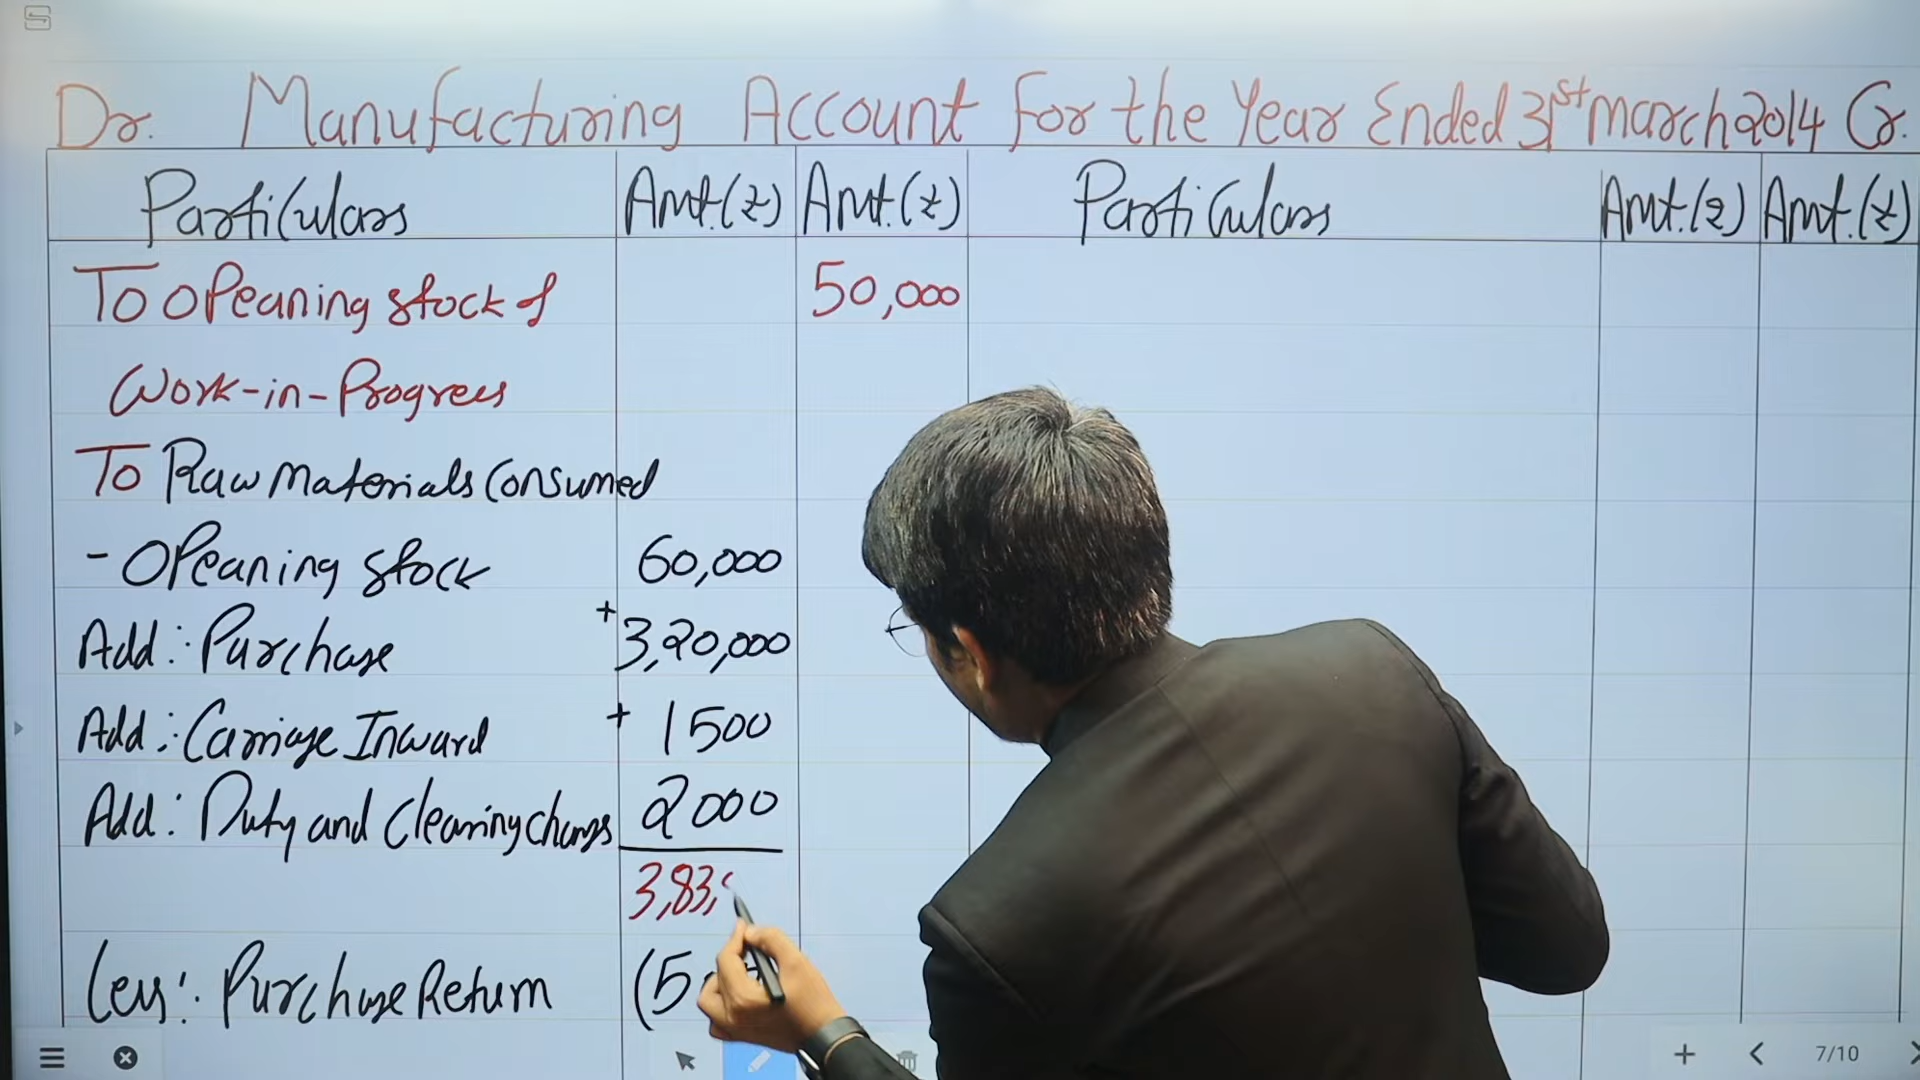 Dr. Manufacturing Account For the Year Ended 31st march 2014 Cr.
Particulars Amt.(₹) Amt.(₹) Particulars Amt.(₹) Amt.(₹)
To Opeaning stock of 50,000
Work-in-Progress
To Raw Materials Consumed
- Opeaning stock 60,000
Add: Purchase + 3,20,000
Add: Carriage Inward + 1500
Add: Duty and Clearing charges 2000
3,83,
Less: Purchase Return (5
7/10